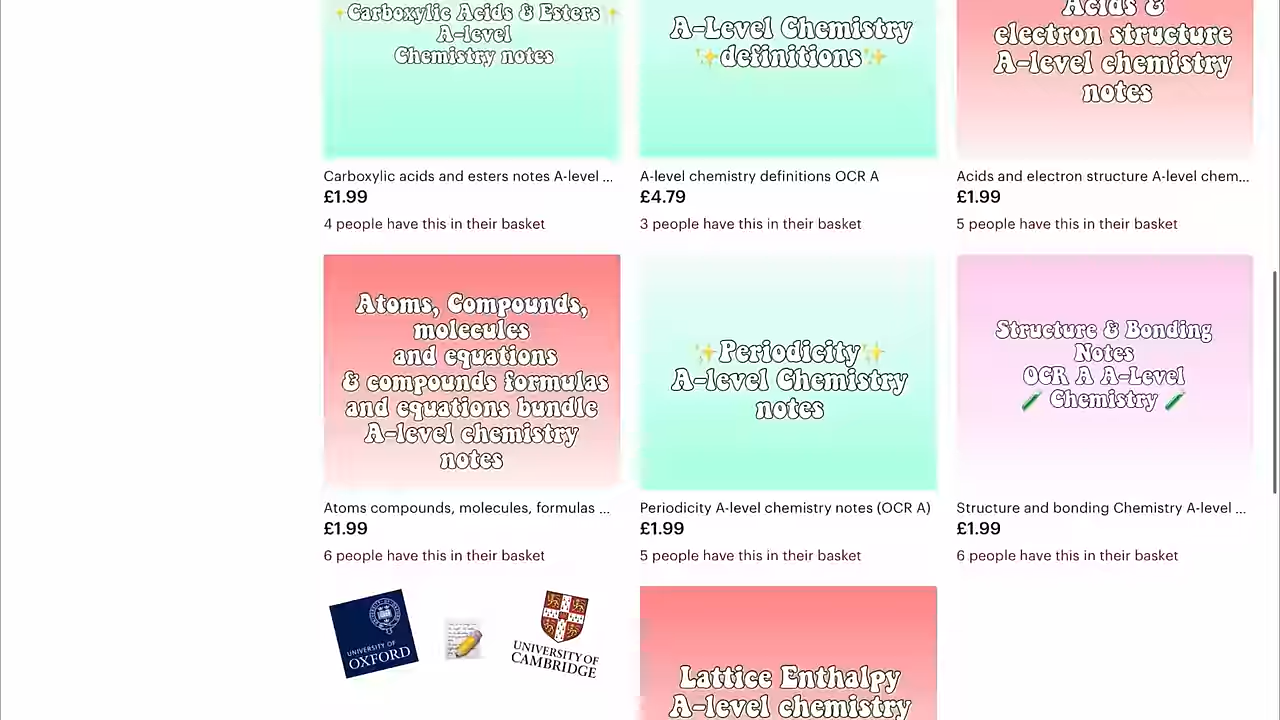 Carboxylic Acids & Esters
A-level
Chemistry notes
A-Level Chemistry
definitions
Acids &
electron structure
A-level chemistry
notes
Carboxylic acids and esters notes A-level ...
£1.99
4 people have this in their basket
A-level chemistry definitions OCR A
£4.79
3 people have this in their basket
Acids and electron structure A-level chem...
£1.99
5 people have this in their basket
Atoms, Compounds,
molecules
and equations
& compounds formulas
and equations bundle
A-level chemistry
notes
Periodicity
A-level Chemistry
notes
Structure & Bonding
Notes
OCR A A-Level
Chemistry
Atoms compounds, molecules, formulas ...
£1.99
6 people have this in their basket
Periodicity A-level chemistry notes (OCR A)
£1.99
5 people have this in their basket
Structure and bonding Chemistry A-level ...
£1.99
6 people have this in their basket
UNIVERSITY OF
OXFORD
UNIVERSITY OF
CAMBRIDGE
Lattice Enthalpy
A-level chemistry